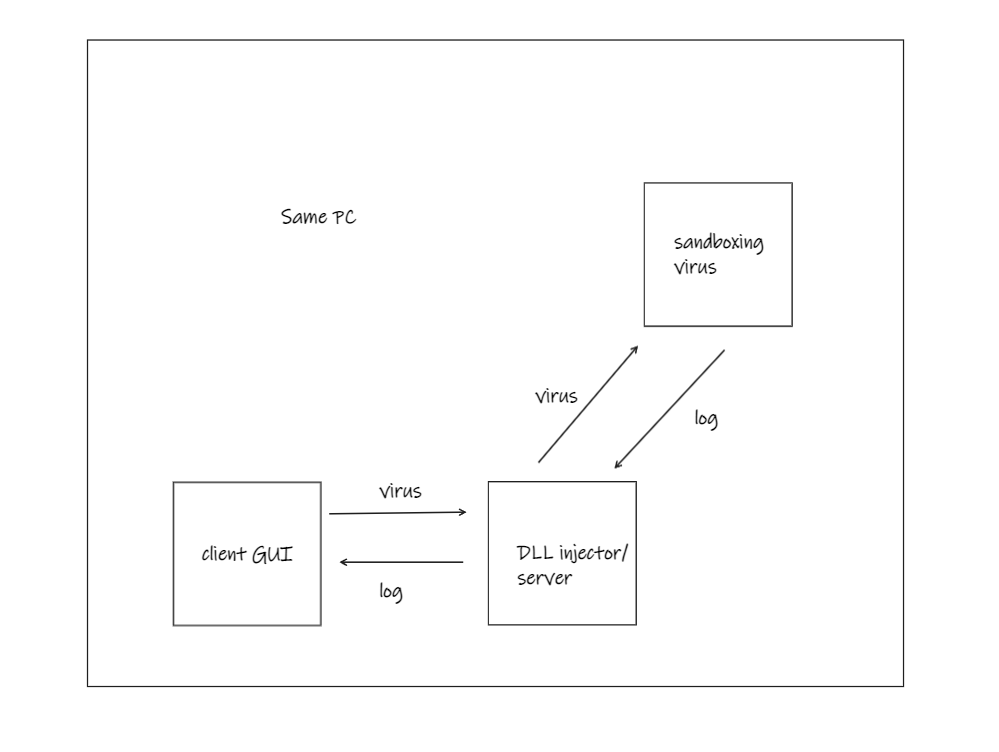 Same PC
sandboxing
virus
virus
log
virus
client GUI
DLL injector/
server
log